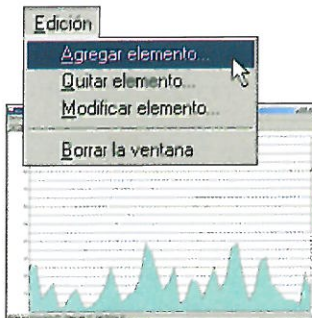 Edición
Agregar elemento...
Quitar elemento...
Modificar elemento...
Borrar la ventana